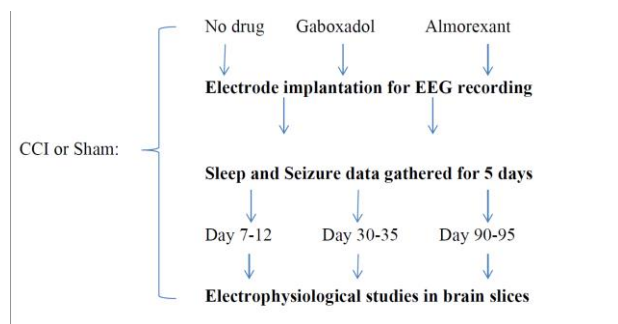 No drug Gaboxadol Almorexant
Electrode implantation for EEG recording
CCI or Sham:
Sleep and Seizure data gathered for 5 days
Day 7-12 Day 30-35 Day 90-95
Electrophysiological studies in brain slices